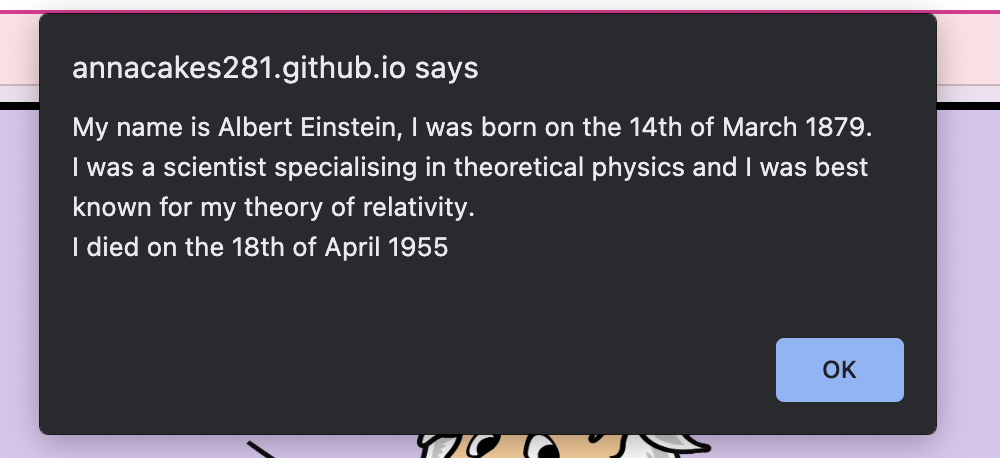 annacakes281.github.io says
My name is Albert Einstein, I was born on the 14th of March 1879.
I was a scientist specialising in theoretical physics and I was best
known for my theory of relativity.
I died on the 18th of April 1955
OK